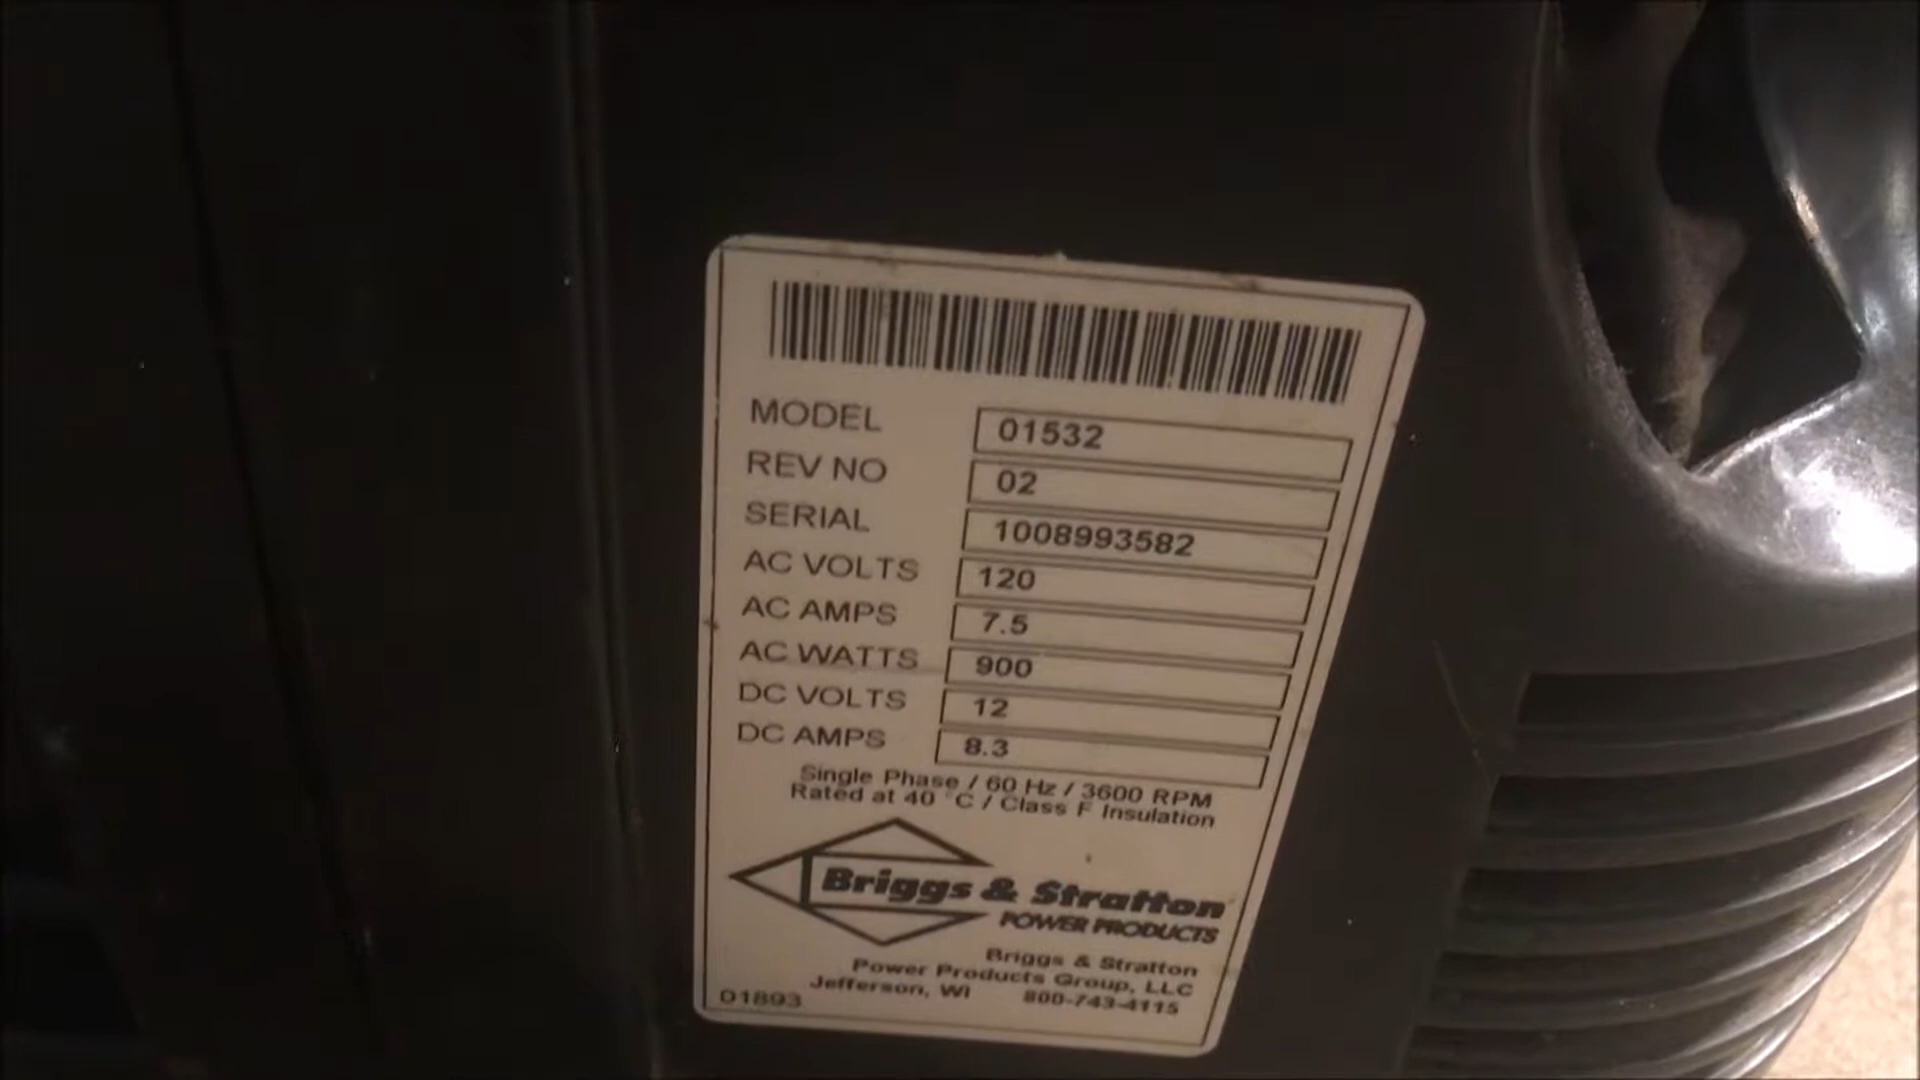 MODEL 01532
REV NO 02
SERIAL 1008993582
AC VOLTS 120
AC AMPS 7.5
AC WATTS 900
DC VOLTS 12
DC AMPS 8.3
Single Phase / 60 Hz / 3600 RPM
Rated at 40 °C / Class F Insulation
Briggs & Stratton
POWER PRODUCTS
Briggs & Stratton
Power Products Group, LLC
Jefferson, WI 800-743-4115
01893